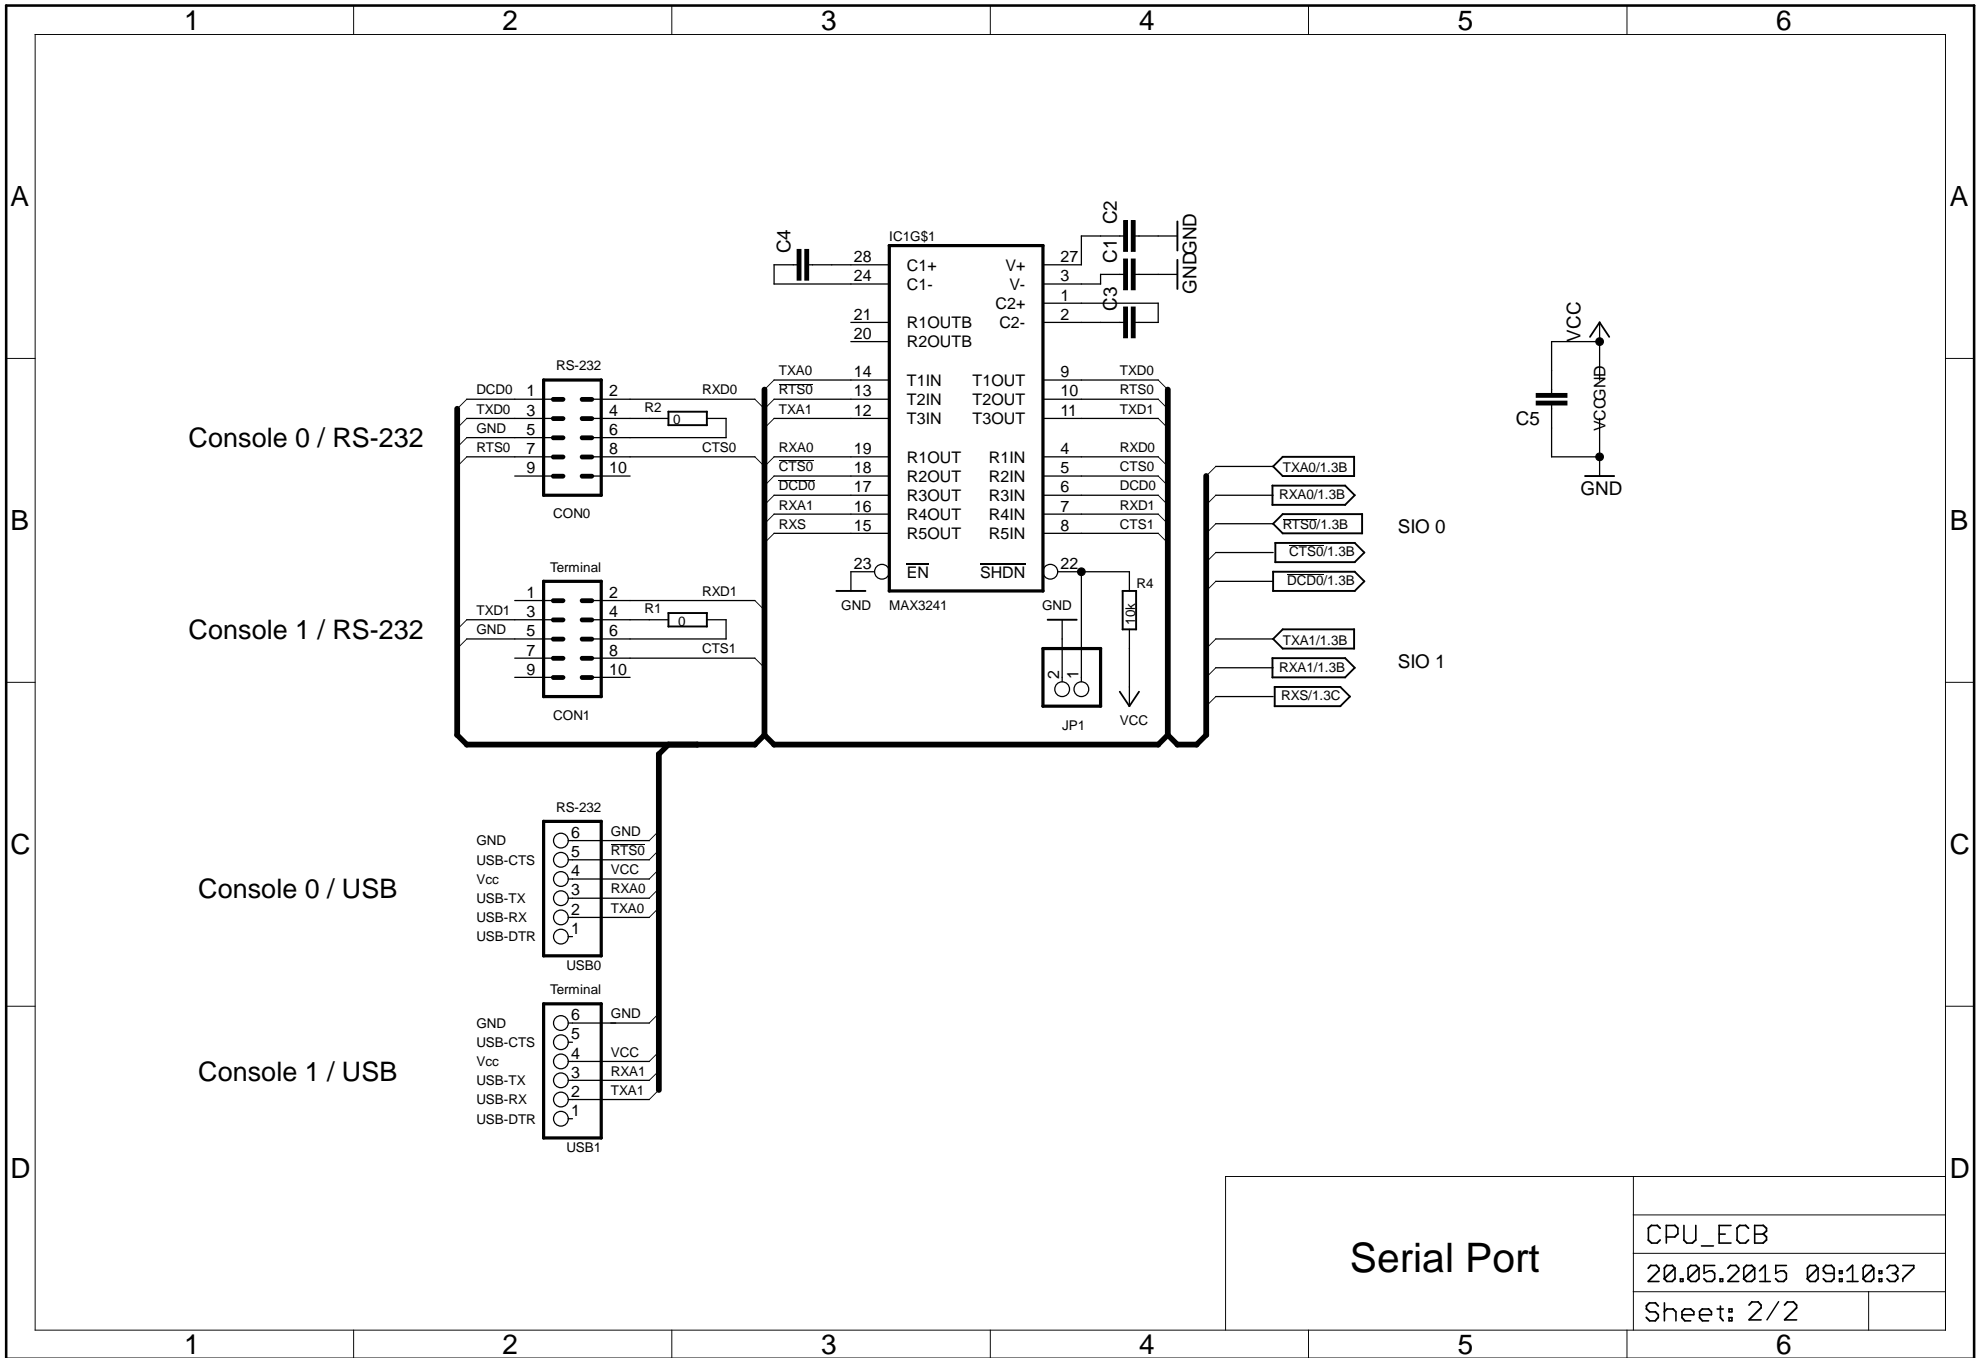 1 2 3 4 5 6
A A
B B
C C
D D
1 2 3 4 5 6
Console 0 / RS-232
RS-232
DCD0 1 2 RXD0
TXD0 3 4 R2 0
GND 5 6
RTS0 7 8 CTS0
9 10
CON0
Console 1 / RS-232
Terminal
1 2 RXD1
TXD1 3 4 R1 0
GND 5 6
7 8 CTS1
9 10
CON1
IC1G$1
C4 28 C1+ V+ 27 C2 GND
24 C1- V- 3 C1 GND
C2+ 1 C3
21 R1OUTB C2- 2
20 R2OUTB
TXA0 14 T1IN T1OUT 9 TXD0
RTS0 13 T2IN T2OUT 10 RTS0
TXA1 12 T3IN T3OUT 11 TXD1
RXA0 19 R1OUT R1IN 4 RXD0
CTS0 18 R2OUT R2IN 5 CTS0
DCD0 17 R3OUT R3IN 6 DCD0
RXA1 16 R4OUT R4IN 7 RXD1
RXS 15 R5OUT R5IN 8 CTS1
23 EN SHDN 22
GND MAX3241 GND R4 10k
2 1
JP1 VCC
TXA0/1.3B
RXA0/1.3B
RTS0/1.3B SIO 0
CTS0/1.3B
DCD0/1.3B
TXA1/1.3B
RXA1/1.3B SIO 1
RXS/1.3C
VCC
C5 VCC GND
GND
Console 0 / USB
RS-232
GND 6 GND
USB-CTS 5 RTS0
Vcc 4 VCC
USB-TX 3 RXA0
USB-RX 2 TXA0
USB-DTR 1
USB0
Console 1 / USB
Terminal
GND 6 GND
USB-CTS 5
Vcc 4 VCC
USB-TX 3 RXA1
USB-RX 2 TXA1
USB-DTR 1
USB1
Serial Port
CPU_ECB
20.05.2015 09:10:37
Sheet: 2/2